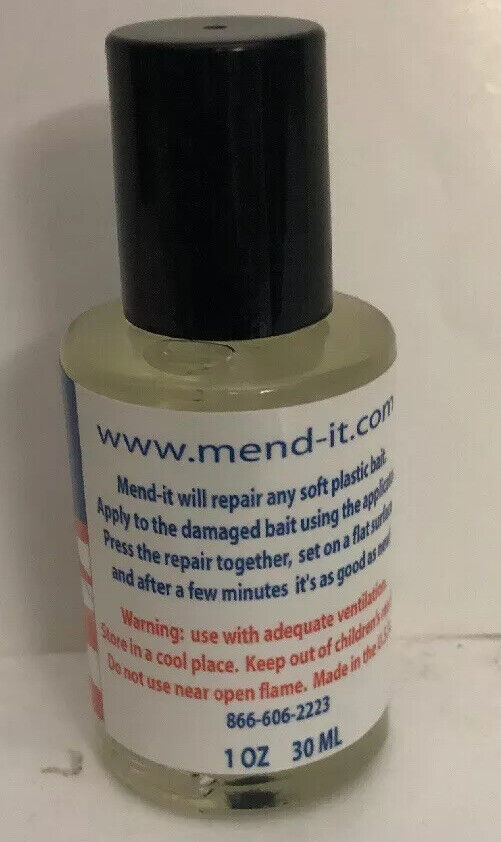 www.mend-it.com
Mend-it will repair any soft plastic bait.
Apply to the damaged bait using the
Press the repair together, set on a flat
and after a few minutes it's as good as
Warning: use with adequate ventilation.
Store in a cool place. Keep out of children's
Do not use near open flame. Made in the
866-606-2223
1 OZ 30 ML